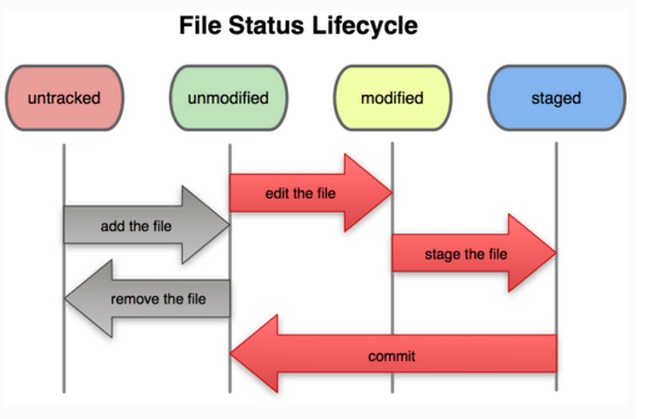 File Status Lifecycle
untracked
unmodified
modified
staged
edit the file
add the file
stage the file
remove the file
commit